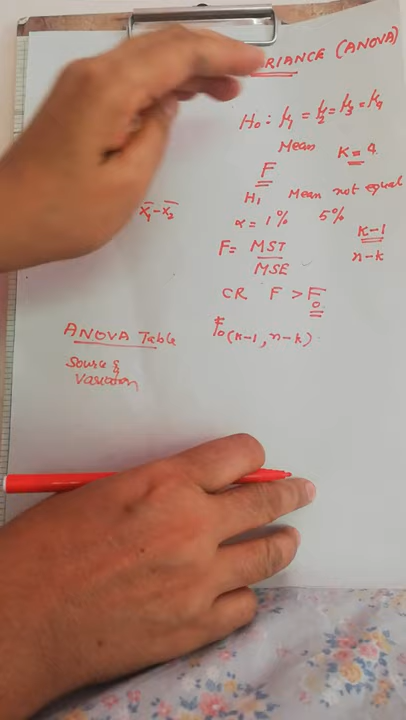 RIANCE (ANOVA)
H₀ : μ₁ = μ₂ = μ₃ = μ₄
Mean K = 4
F
H₁ Mean not equal
x̄₁ - x̄₂
α = 1% 5%
k-1
F = MST
n-k
MSE
CR F > F₀
ANOVA Table
F₀(k-1, n-k)
Source of
Variation